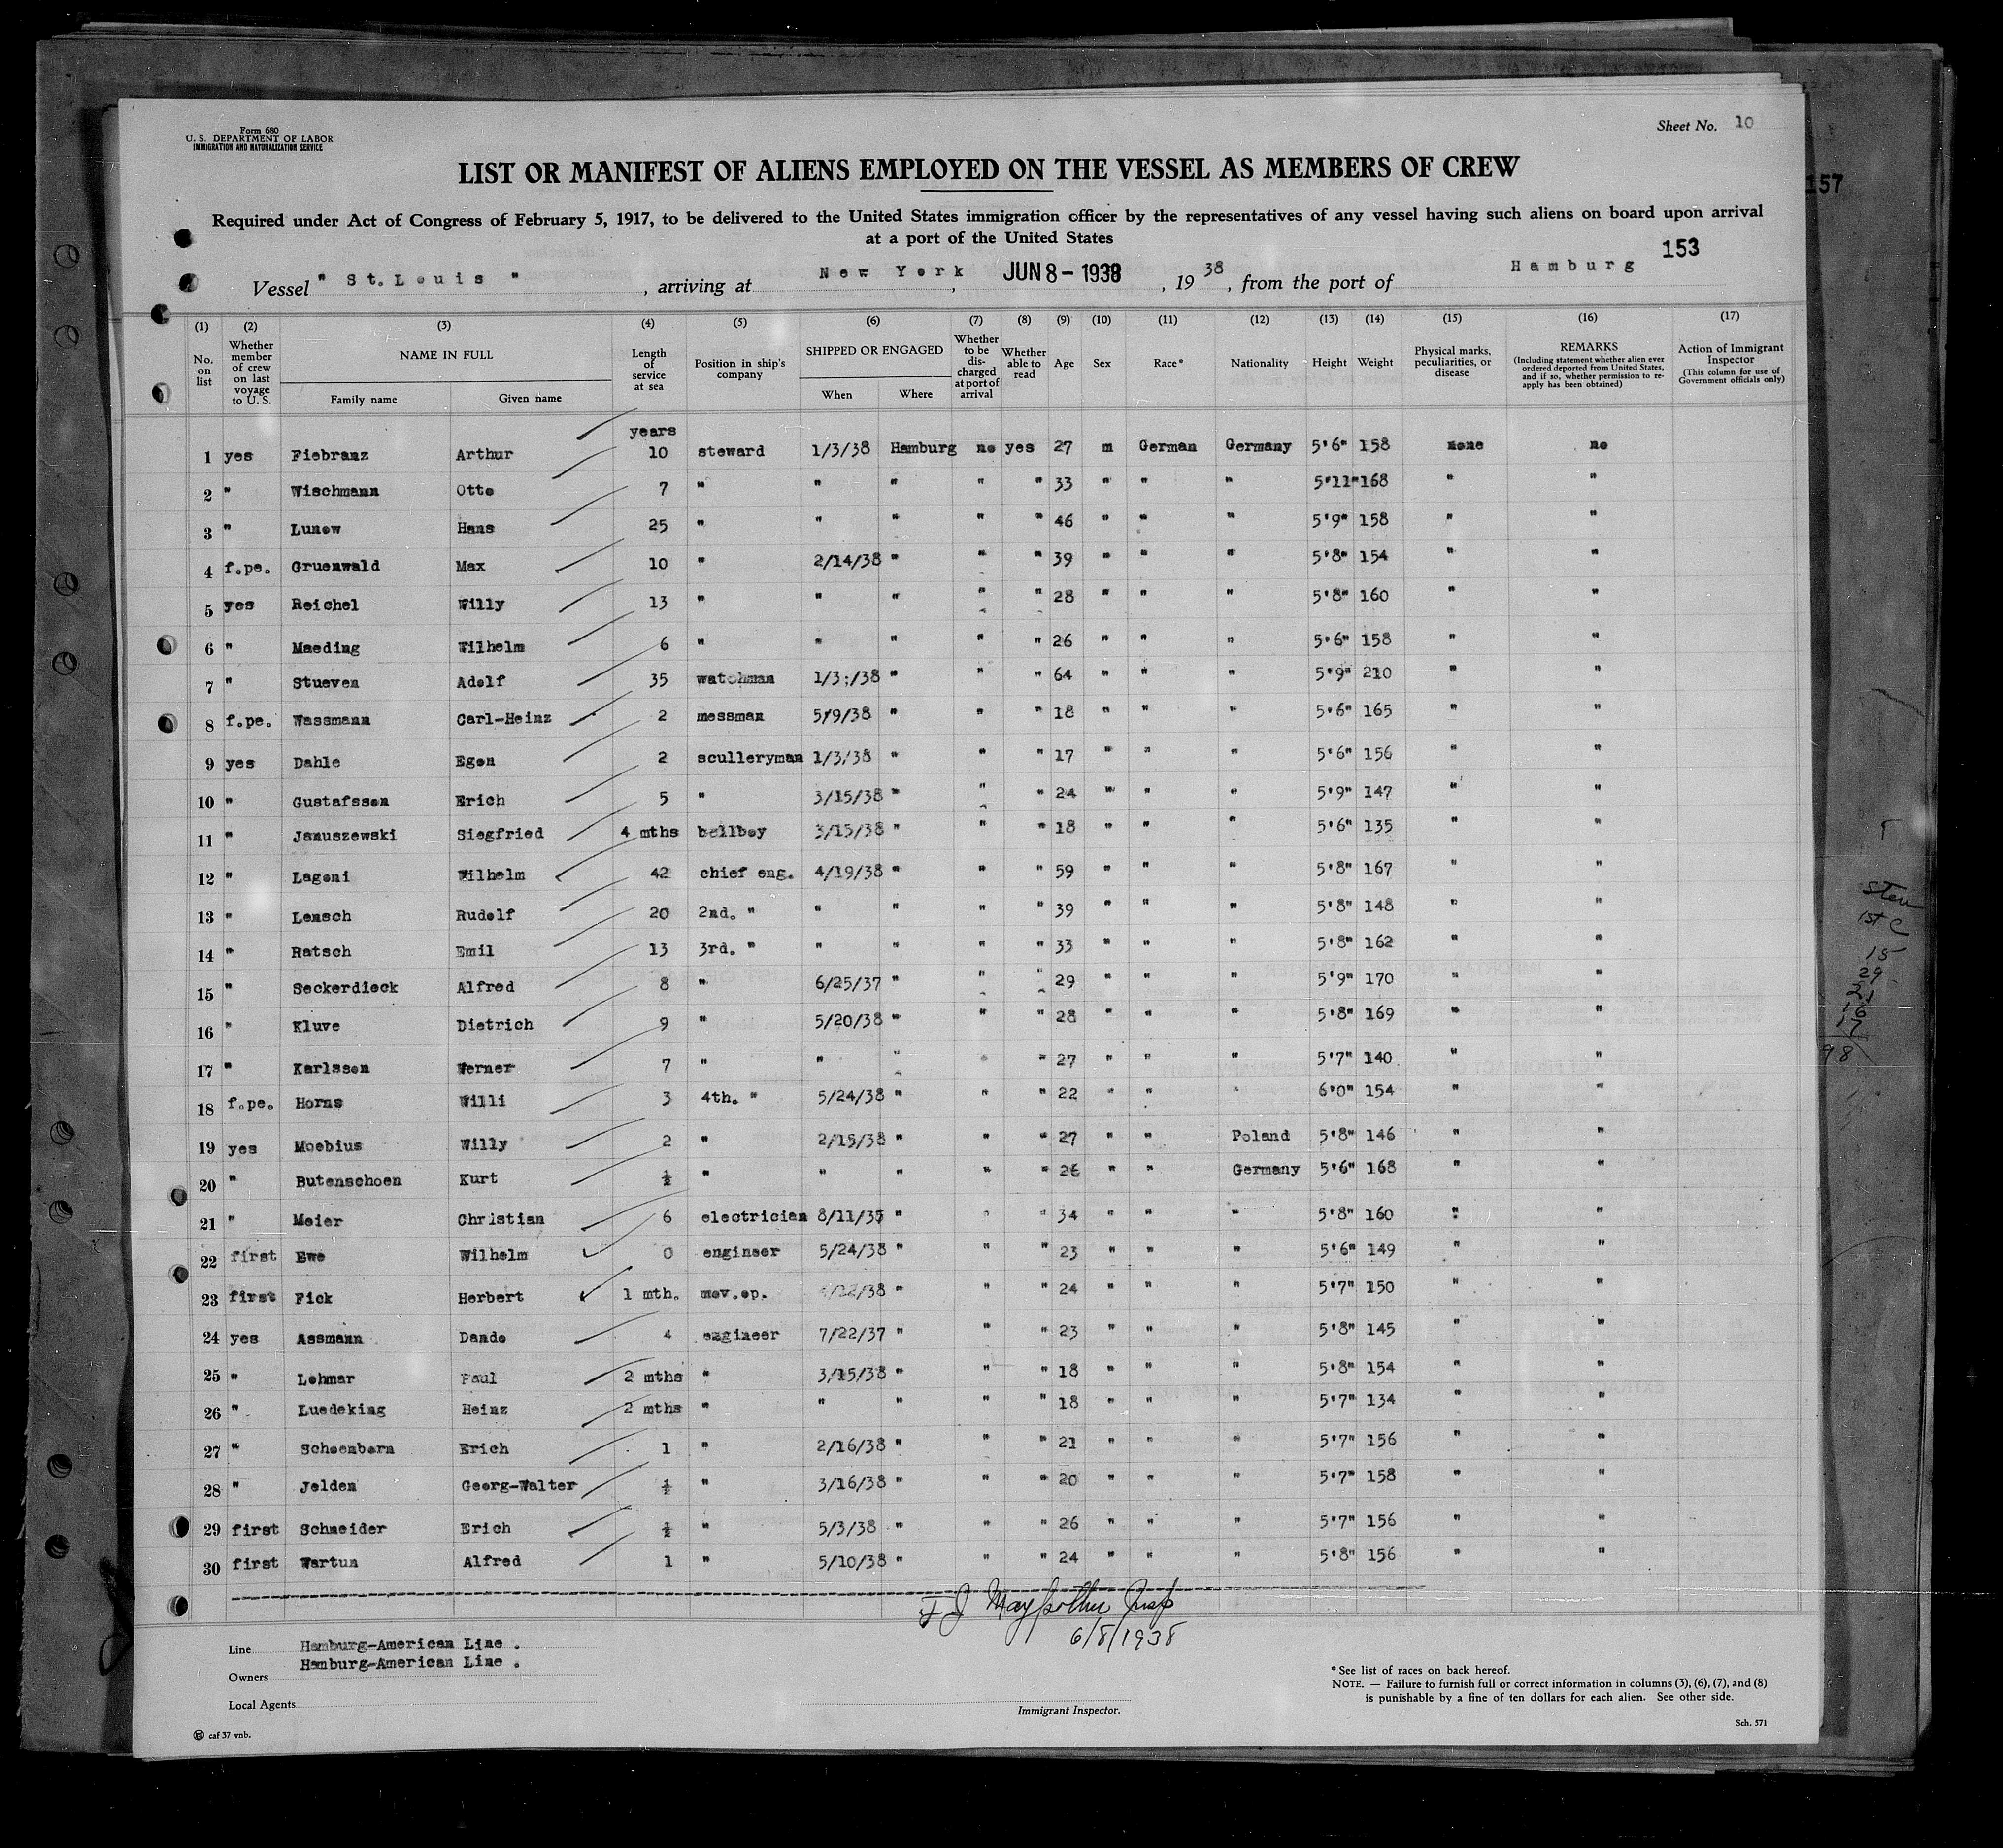 Form 680
U. S. DEPARTMENT OF LABOR
IMMIGRATION AND NATURALIZATION SERVICE
Sheet No. 10
LIST OR MANIFEST OF ALIENS EMPLOYED ON THE VESSEL AS MEMBERS OF CREW
157
Required under Act of Congress of February 5, 1917, to be delivered to the United States immigration officer by the representatives of any vessel having such aliens on board upon arrival
at a port of the United States
153
Vessel " St.Louis " , arriving at New York , JUN 8 - 1938 , 19 38 , from the port of Hamburg
(1) (2) (3) (4) (5) (6) (7) (8) (9) (10) (11) (12) (13) (14) (15) (16) (17)
No. on list
Whether member of crew on last voyage to U. S.
NAME IN FULL
Family name Given name
Length of service at sea
Position in ship's company
SHIPPED OR ENGAGED
When Where
Whether to be discharged at port of arrival
Whether able to read
Age
Sex
Race*
Nationality
Height
Weight
Physical marks, peculiarities, or disease
REMARKS
(Including statement whether alien ever ordered deported from United States, and if so, whether permission to reapply has been obtained)
Action of Immigrant Inspector
(This column for use of Government officials only)
years
1 yes Fiebranz Arthur 10 steward 1/3/38 Hamburg no yes 27 m German Germany 5'6" 158 none no
2 " Wischmann Otto 7 " " " " " 33 " " " 5'11" 168 " "
3 " Lunow Hans 25 " " " " " 46 " " " 5'9" 158 " "
4 f.pe. Gruenwald Max 10 " 2/14/38 " " " 39 " " " 5'8" 154 " "
5 yes Reichel Willy 13 " " " " " 28 " " " 5'8" 160 " "
6 " Maeding Wilhelm 6 " " " " " 26 " " " 5'6" 158 " "
7 " Stueven Adolf 35 watchman 1/3:/38 " " " 64 " " " 5'9" 210 " "
8 f.pe. Wassmann Carl-Heinz 2 messman 5/9/38 " " " 18 " " " 5'6" 165 " "
9 yes Dahle Egon 2 sculleryman 1/3/38 " " " 17 " " " 5'6" 156 " "
10 " Gustafsson Erich 5 " 3/15/38 " " " 24 " " " 5'9" 147 " "
11 " Januszewski Siegfried 4 mths bellboy 3/15/38 " " " 18 " " " 5'6" 135 " "
12 " Lagoni Wilhelm 42 chief eng. 4/19/38 " " " 59 " " " 5'8" 167 " "
13 " Lensch Rudolf 20 2nd. " " " " " 39 " " " 5'8" 148 " "
14 " Ratsch Emil 13 3rd. " " " " " 33 " " " 5'8" 162 " "
15 " Seckerdieck Alfred 8 " 6/25/37 " " " 29 " " " 5'9" 170 " "
16 " Kluve Dietrich 9 " 5/20/38 " " " 28 " " " 5'8" 169 " "
17 " Karlsson Werner 7 " " " " " 27 " " " 5'7" 140 " "
18 f.pe. Horns Willi 3 4th. " 5/24/38 " " " 22 " " " 6'0" 154 " "
19 yes Moebius Willy 2 " 2/15/38 " " " 27 " " Poland 5'8" 146 " "
20 " Butenschoen Kurt ½ " " " " " 26 " " Germany 5'6" 168 " "
21 " Meier Christian 6 electrician 8/11/35 " " " 34 " " " 5'8" 160 " "
22 first Ewe Wilhelm 0 engineer 5/24/38 " " " 23 " " " 5'6" 149 " "
23 first Fick Herbert 1 mth. mov.op. " " " 24 " " " 5'7" 150 " "
24 yes Assmann Dando 4 engineer 7/22/37 " " " 23 " " " 5'8" 145 " "
25 " Lehmar Paul 2 mths " 3/15/38 " " " 18 " " " 5'8" 154 " "
26 " Luedeking Heinz 2 mths " " " " " 18 " " " 5'7" 134 " "
27 " Schoenborn Erich 1 " 2/16/38 " " " 21 " " " 5'7" 156 " "
28 " Jelden Georg-Walter ½ " 3/16/38 " " " 20 " " " 5'7" 158 " "
29 first Schneider Erich ½ " 5/3/38 " " " 26 " " " 5'7" 156 " "
30 first Wartun Alfred 1 " 5/10/38 " " " 24 " " " 5'8" 156 " "
6/8/1938
Line Hamburg-American Line .
Owners Hamburg-American Line .
Local Agents
Immigrant Inspector.
* See list of races on back hereof.
NOTE. — Failure to furnish full or correct information in columns (3), (6), (7), and (8)
is punishable by a fine of ten dollars for each alien. See other side.
caf 37 vnb.
Sch. 571
1st C
15
29
98